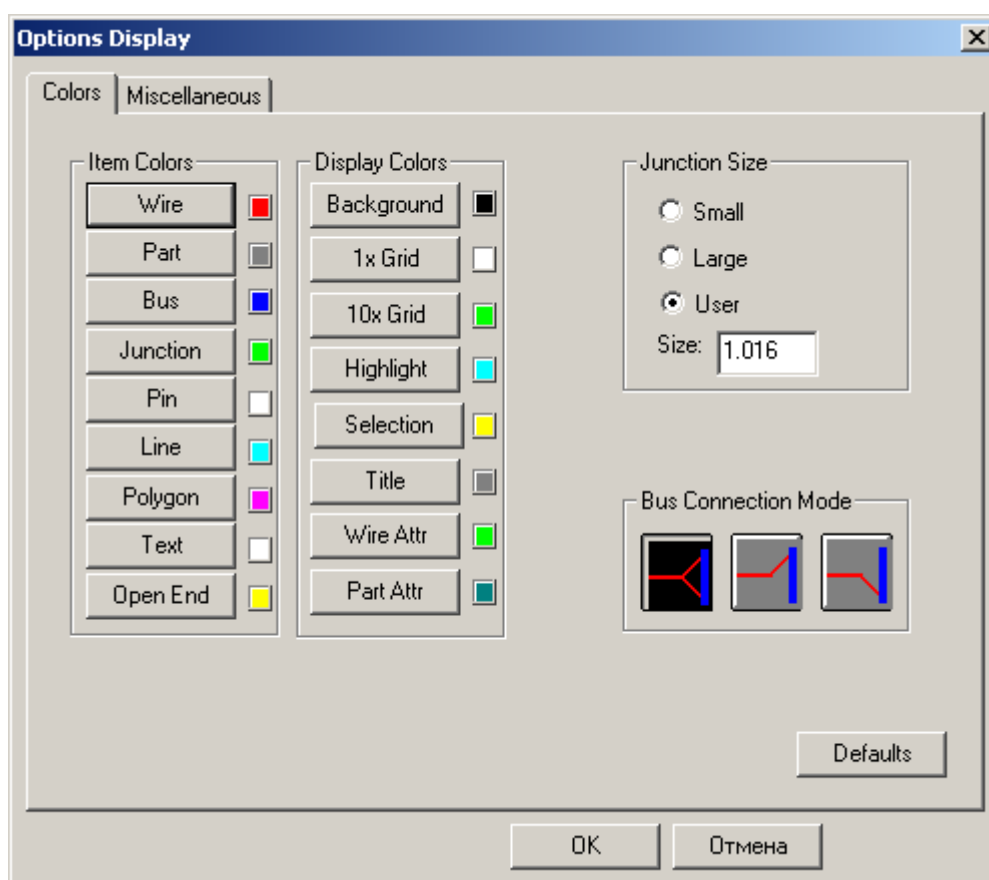 Options Display
Colors
Miscellaneous
Item Colors
Wire
Part
Bus
Junction
Pin
Line
Polygon
Text
Open End
Display Colors
Background
1x Grid
10x Grid
Highlight
Selection
Title
Wire Attr
Part Attr
Junction Size
Small
Large
User
Size: 1.016
Bus Connection Mode
Defaults
OK
Отмена